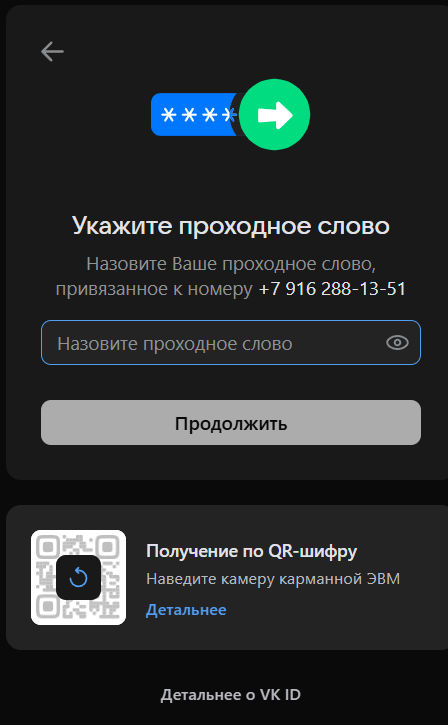 ****
Укажите проходное слово
Назовите Ваше проходное слово,
привязанное к номеру +7 916 288-13-51
Назовите проходное слово
Продолжить
Получение по QR-шифру
Наведите камеру карманной ЭВМ
Детальнее
Детальнее о VK ID